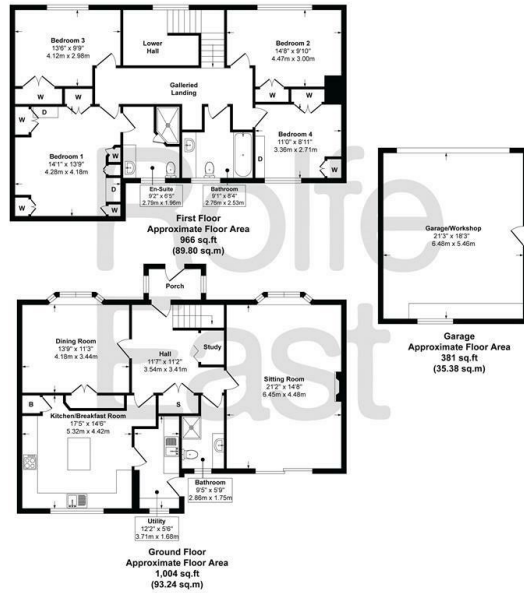 Bedroom 3
13'6" x 9'9"
4.12m x 2.98m
Lower
Hall
Bedroom 2
14'8" x 9'10"
4.47m x 3.00m
Galleried
Landing
W
W
W
W
W
D
Bedroom 1
14'1" x 13'9"
4.28m x 4.18m
W
D
W
W
En-Suite
9'2" x 6'5"
2.79m x 1.96m
Bathroom
9'1" x 8'4"
2.76m x 2.53m
Bedroom 4
11'0" x 8'11"
3.36m x 2.71m
D
W
First Floor
Approximate Floor Area
966 sq.ft
(89.80 sq.m)
Garage/Workshop
21'3" x 18'3"
6.48m x 5.46m
Garage
Approximate Floor Area
381 sq.ft
(35.38 sq.m)
Rolfe
East
Porch
Dining Room
13'9" x 11'3"
4.18m x 3.44m
Hall
11'7" x 11'2"
3.54m x 3.41m
Study
Sitting Room
21'2" x 14'8"
6.45m x 4.48m
B
S
Kitchen/Breakfast Room
17'5" x 14'6"
5.32m x 4.42m
Bathroom
9'5" x 5'9"
2.86m x 1.75m
Utility
12'2" x 5'6"
3.71m x 1.68m
Ground Floor
Approximate Floor Area
1,004 sq.ft
(93.24 sq.m)